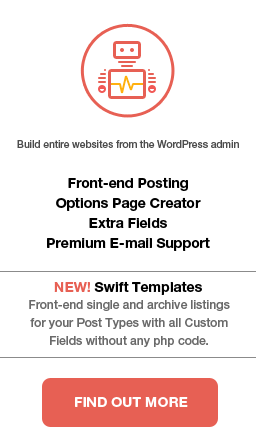 Build entire websites from the WordPress admin
Front-end Posting
Options Page Creator
Extra Fields
Premium E-mail Support
NEW! Swift Templates
Front-end single and archive listings
for your Post Types with all Custom
Fields without any php code.
FIND OUT MORE